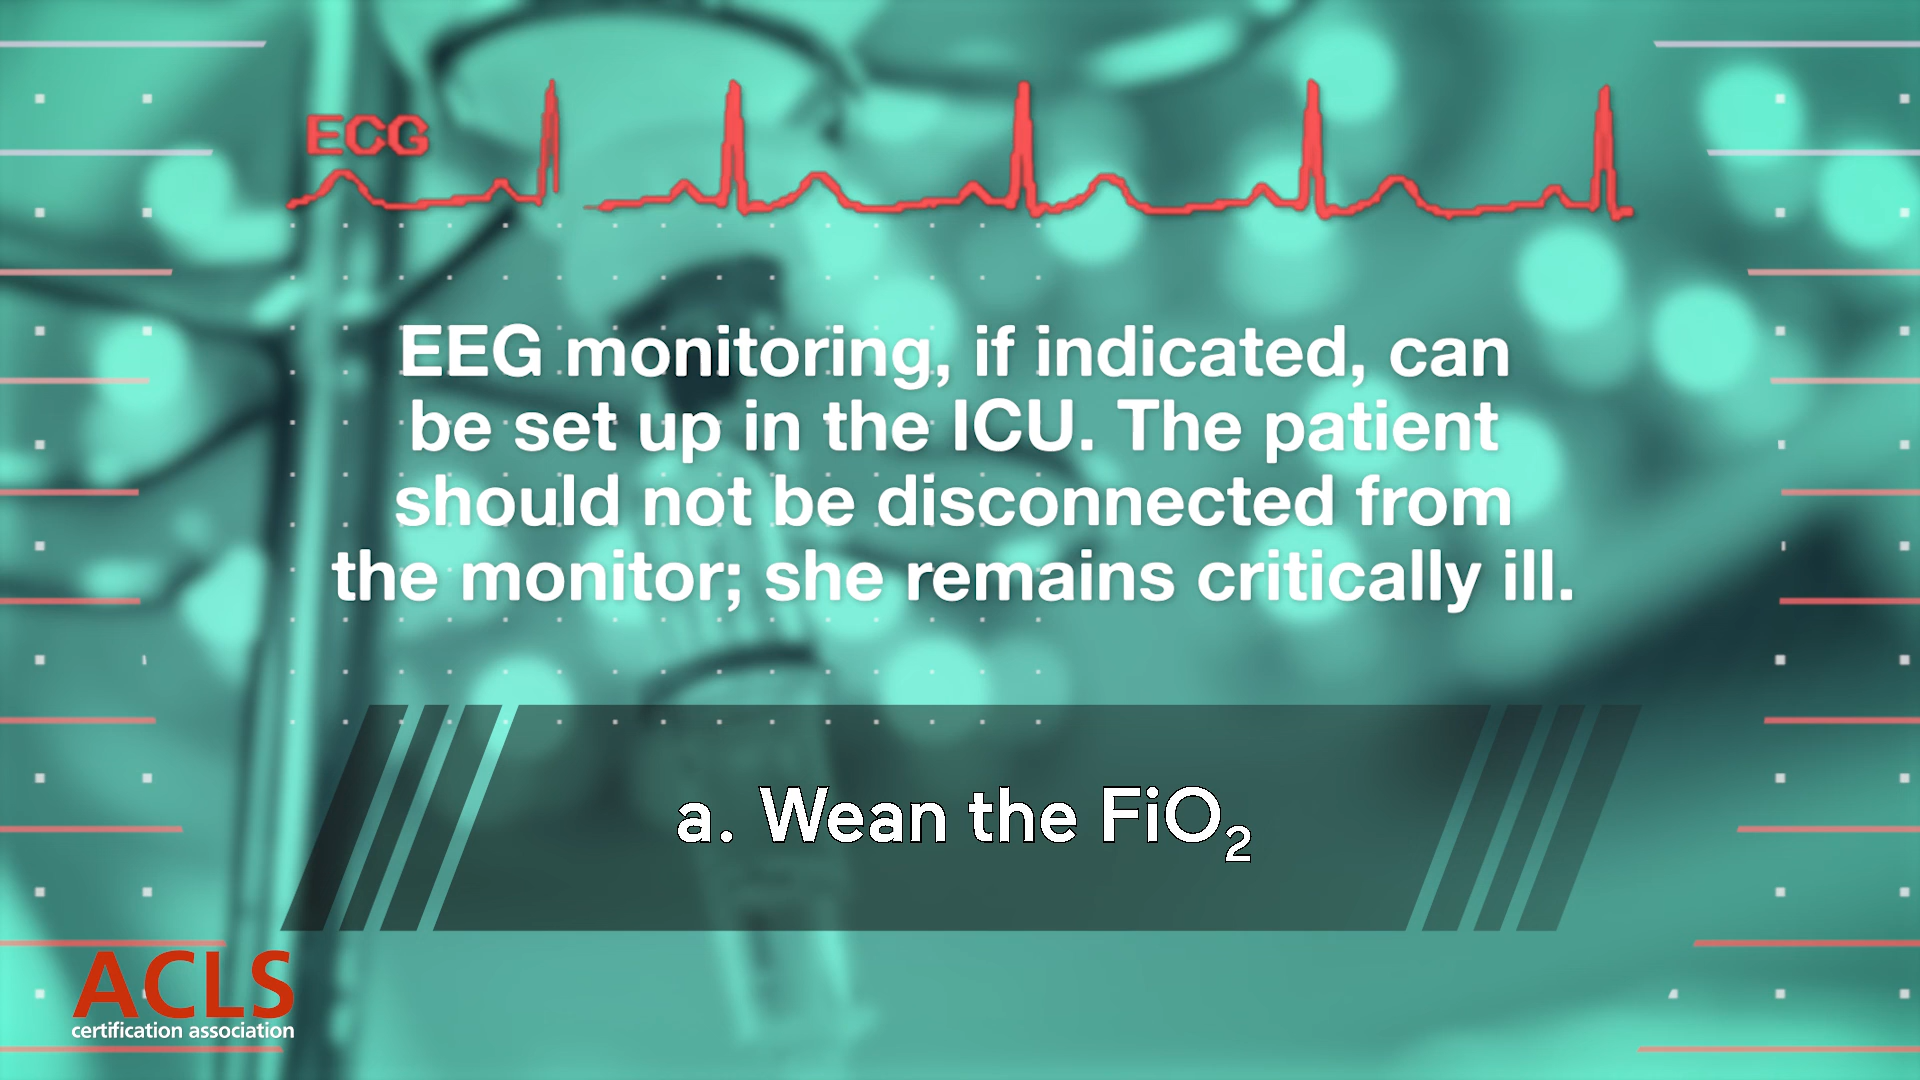 ECG
EEG monitoring, if indicated, can
be set up in the ICU. The patient
should not be disconnected from
the monitor; she remains critically ill.
a. Wean the FiO₂
ACLS
certification association